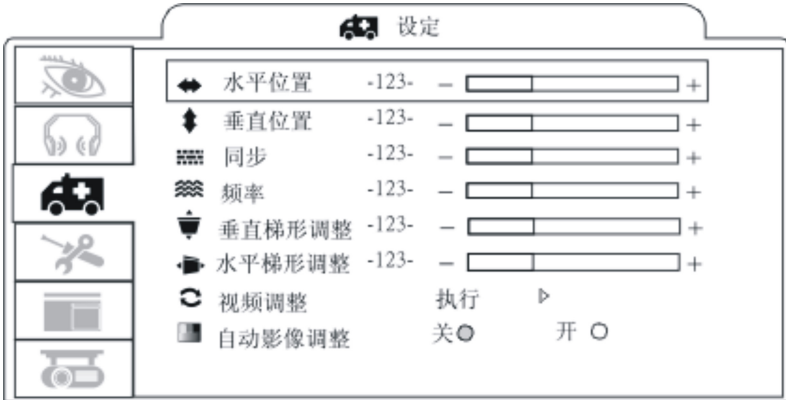 设定
水平位置 -123- − +
垂直位置 -123- − +
同步 -123- − +
频率 -123- − +
垂直梯形调整 -123- − +
水平梯形调整 -123- − +
视频调整 执行
自动影像调整 关 开